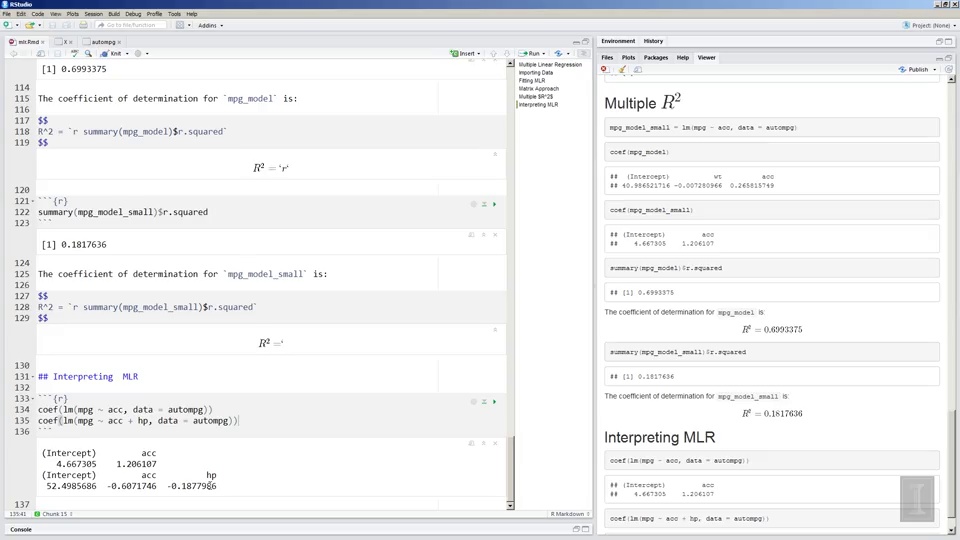 RStudio
File Edit Code View Plots Session Build Debug Profile Tools Help
Go to file/function Addins
Project: (None)
mlr.Rmd x X x autompg x
Knit Insert Run
[1] 0.6993375
114
115 The coefficient of determination for `mpg_model` is:
116
117 $$
118 R^2 = `r summary(mpg_model)$r.squared`
119 $$
R² = ‘r‘
120
121 ```{r}
122 summary(mpg_model_small)$r.squared
123 ```
[1] 0.1817636
124
125 The coefficient of determination for `mpg_model_small` is:
126
127 $$
128 R^2 = `r summary(mpg_model_small)$r.squared`
129 $$
R² =‘
130
131 ## Interpreting MLR
132
133 ```{r}
134 coef(lm(mpg ~ acc, data = autompg))
135 coef(lm(mpg ~ acc + hp, data = autompg))
136 ```
(Intercept) acc
4.667305 1.206107
(Intercept) acc hp
52.4985686 -0.6071746 -0.1877986
137
135:41 Chunk 15 R Markdown
Console
Multiple Linear Regression
Importing Data
Fitting MLR
Matrix Approach
Multiple $R^2$
Interpreting MLR
Environment History
Files Plots Packages Help Viewer
Publish
Multiple R²
mpg_model_small = lm(mpg ~ acc, data = autompg)
coef(mpg_model)
## (Intercept) wt acc
## 40.986521716 -0.007280966 0.265815749
coef(mpg_model_small)
## (Intercept) acc
## 4.667305 1.206107
summary(mpg_model)$r.squared
## [1] 0.6993375
The coefficient of determination for mpg_model is:
R² = 0.6993375
summary(mpg_model_small)$r.squared
## [1] 0.1817636
The coefficient of determination for mpg_model_small is:
R² = 0.1817636
Interpreting MLR
coef(lm(mpg ~ acc, data = autompg))
## (Intercept) acc
## 4.667305 1.206107
coef(lm(mpg ~ acc + hp, data = autompg))